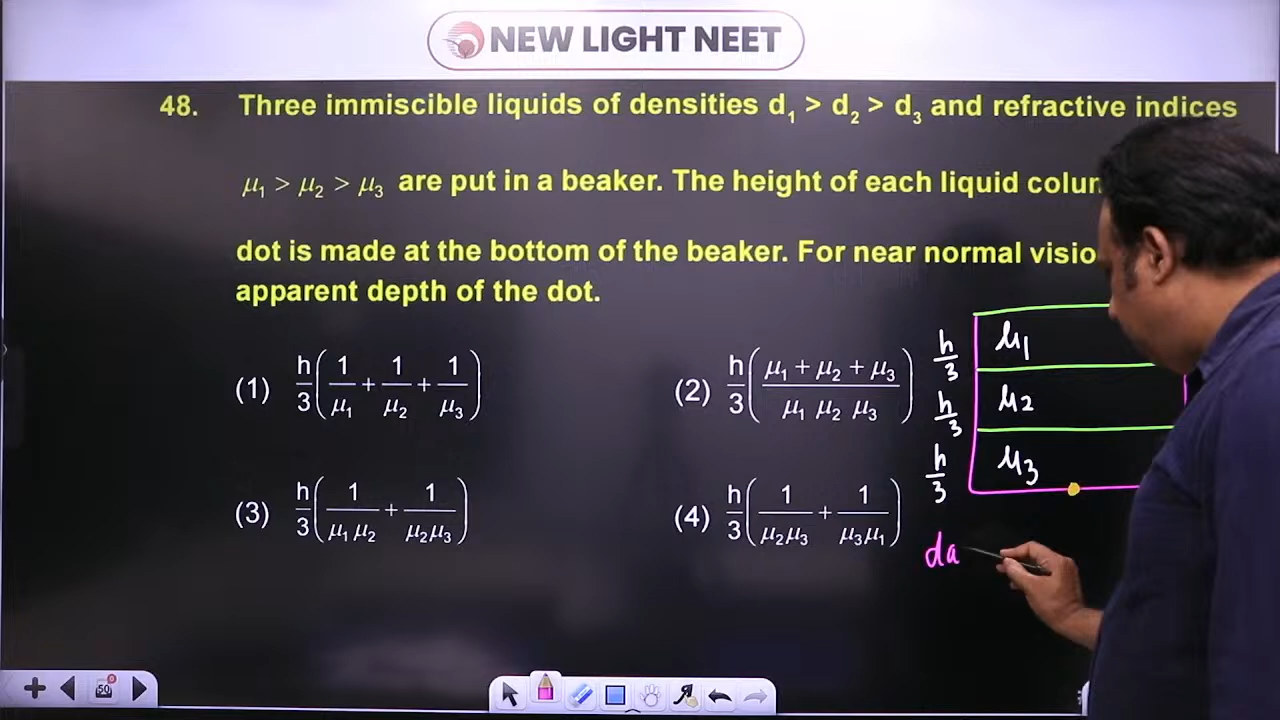 NEW LIGHT NEET
48. Three immiscible liquids of densities d₁ > d₂ > d₃ and refractive indices
μ₁ > μ₂ > μ₃ are put in a beaker. The height of each liquid
dot is made at the bottom of the beaker. For near normal
apparent depth of the dot.
(1) h/3 (1/μ₁ + 1/μ₂ + 1/μ₃)
(2) h/3 ((μ₁ + μ₂ + μ₃)/(μ₁ μ₂ μ₃))
(3) h/3 (1/(μ₁ μ₂) + 1/(μ₂μ₃))
(4) h/3 (1/(μ₂μ₃) + 1/(μ₃μ₁))
h/3 μ₁
h/3 μ₂
h/3 μ₃
da
50